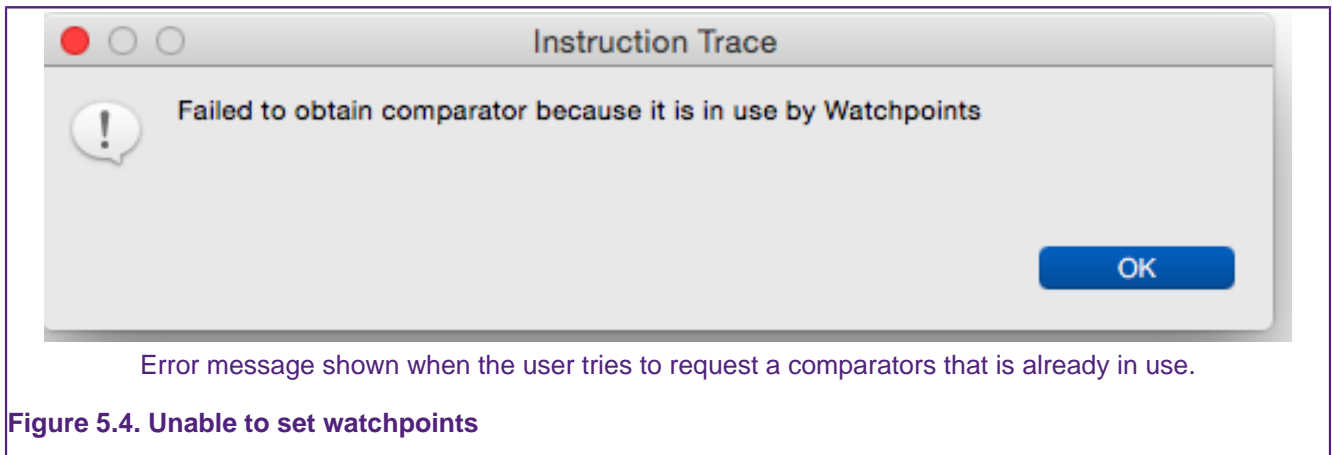 Instruction Trace
Failed to obtain comparator because it is in use by Watchpoints
OK
Error message shown when the user tries to request a comparators that is already in use.
Figure 5.4. Unable to set watchpoints